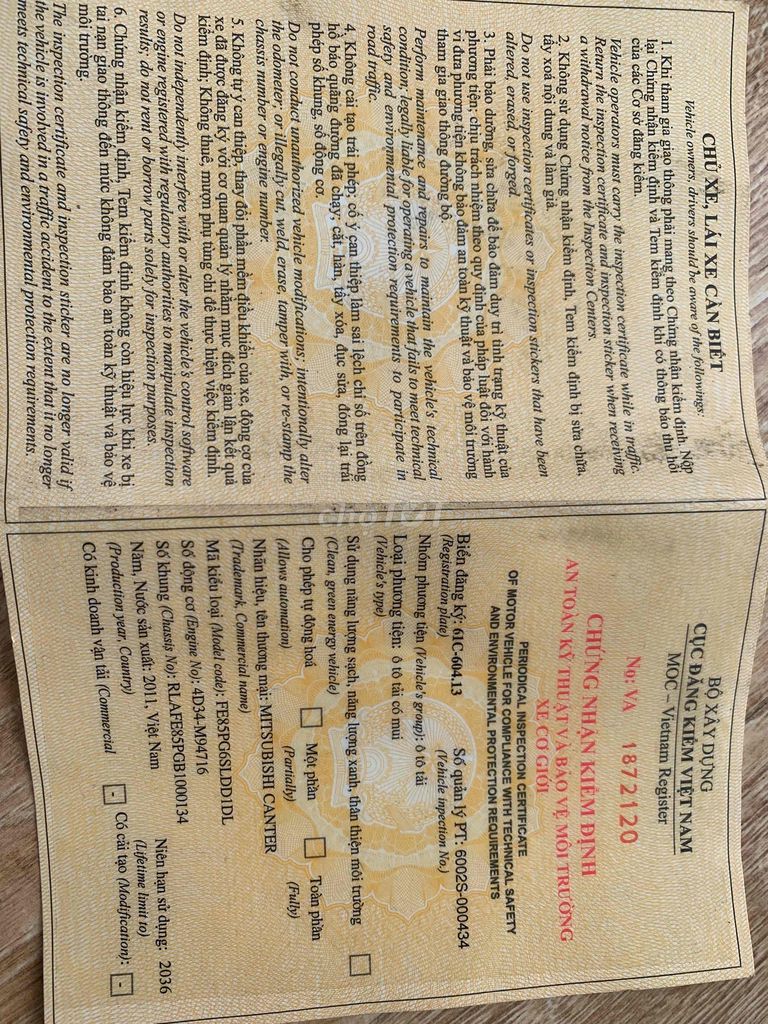 CHỦ XE, LÁI XE CẦN BIẾT
Vehicle owners, drivers should be aware of the followings:
1. Khi tham gia giao thông phải mang theo Chứng nhận kiểm định. Nộp
lại Chứng nhận kiểm định và Tem kiểm định khi có thông báo thu hồi
của các Cơ sở đăng kiểm.
Vehicle operators must carry the inspection certificate while in traffic.
Return the inspection certificate and inspection sticker when receiving
a withdrawal notice from the Inspection Centers.
2. Không sử dụng Chứng nhận kiểm định, Tem kiểm định bị sửa chữa,
tẩy xoá nội dung và làm giả.
Do not use inspection certificates or inspection stickers that have been
altered, erased, or forged.
3. Phải bảo dưỡng, sửa chữa để bảo đảm duy trì tình trạng kỹ thuật của
phương tiện; chịu trách nhiệm theo quy định của pháp luật đối với hành
vi đưa phương tiện không bảo đảm an toàn kỹ thuật và bảo vệ môi trường
tham gia giao thông đường bộ.
Perform maintenance and repairs to maintain the vehicle's technical
condition; legally liable for operating a vehicle that fails to meet technical
safety and environmental protection requirements to participate in
road traffic.
4. Không cải tạo trái phép; cố ý can thiệp làm sai lệch chỉ số trên đồng
hồ báo quãng đường đã chạy; cắt, hàn, tẩy xóa, đục sửa, đóng lại trái
phép số khung, số động cơ.
Do not conduct unauthorized vehicle modifications; intentionally alter
the odometer; or illegally cut, weld, erase, tamper with, or re-stamp the
chassis number or engine number.
5. Không tự ý can thiệp, thay đổi phần mềm điều khiển của xe, động cơ của
xe đã được đăng ký với cơ quan quản lý nhằm mục đích gian lận kết quả
kiểm định; Không thuê, mượn phụ tùng chỉ để thực hiện việc kiểm định.
Do not independently interfere with or alter the vehicle's control software
or engine registered with regulatory authorities to manipulate inspection
results; do not rent or borrow parts solely for inspection purposes.
6. Chứng nhận kiểm định, Tem kiểm định không còn hiệu lực khi xe bị
tai nạn giao thông đến mức không đảm bảo an toàn kỹ thuật và bảo vệ
môi trường.
The inspection certificate and inspection sticker are no longer valid if
the vehicle is involved in a traffic accident to the extent that it no longer
meets technical safety and environmental protection requirements.
chợTỐT
BỘ XÂY DỰNG
CỤC ĐĂNG KIỂM VIỆT NAM
MOC – Vietnam Register
No: VA 1872120
CHỨNG NHẬN KIỂM ĐỊNH
AN TOÀN KỸ THUẬT VÀ BẢO VỆ MÔI TRƯỜNG
XE CƠ GIỚI
PERIODICAL INSPECTION CERTIFICATE
OF MOTOR VEHICLE FOR COMPLIANCE WITH TECHNICAL SAFETY
AND ENVIRONMENTAL PROTECTION REQUIREMENTS
Biển đăng ký: 61C-604.13 Số quản lý PT: 6002S-000434
(Registration plate) (Vehicle inpection No.)
Nhóm phương tiện (Vehicle's group): ô tô tải
Loại phương tiện: ô tô tải có mui
(Vehicle's type)
Sử dụng năng lượng sạch, năng lượng xanh, thân thiện môi trường
(Clean, green energy vehicle)
Cho phép tự động hoá Một phần Toàn phần
(Allows automation) (Partially) (Fully)
Nhãn hiệu, tên thương mại: MITSUBISHI CANTER
(Trademark, Commercial name)
Mã kiểu loại (Model code): FE85PG6SLDD1DL
Số động cơ (Engine No): 4D34-M94716
Số khung (Chassis No): RLAFE85PGB1000134
Năm, Nước sản xuất: 2011, Việt Nam Niên hạn sử dụng: 2036
(Production year, Country) (Lifetime limit to)
Có kinh doanh vận tải (Commercial - Có cải tạo (Modification): -